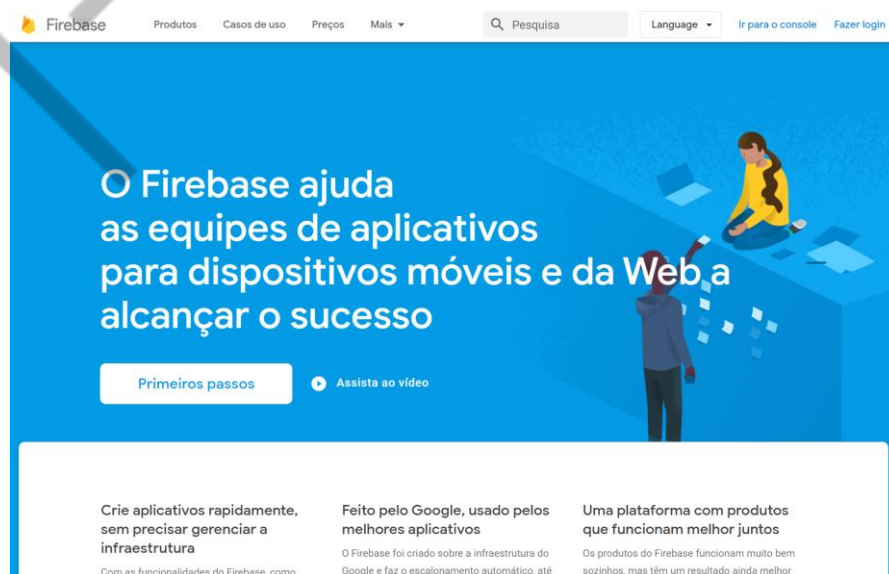 Firebase Produtos Casos de uso Preços Mais Pesquisa Language Ir para o console Fazer login
O Firebase ajuda
as equipes de aplicativos
para dispositivos móveis e da Web a
alcançar o sucesso
Primeiros passos Assista ao vídeo
Crie aplicativos rapidamente,
sem precisar gerenciar a
infraestrutura
Com as funcionalidades do Firebase, como
Feito pelo Google, usado pelos
melhores aplicativos
O Firebase foi criado sobre a infraestrutura do
Google e faz o escalonamento automático, até
Uma plataforma com produtos
que funcionam melhor juntos
Os produtos do Firebase funcionam muito bem
sozinhos, mas têm um resultado ainda melhor